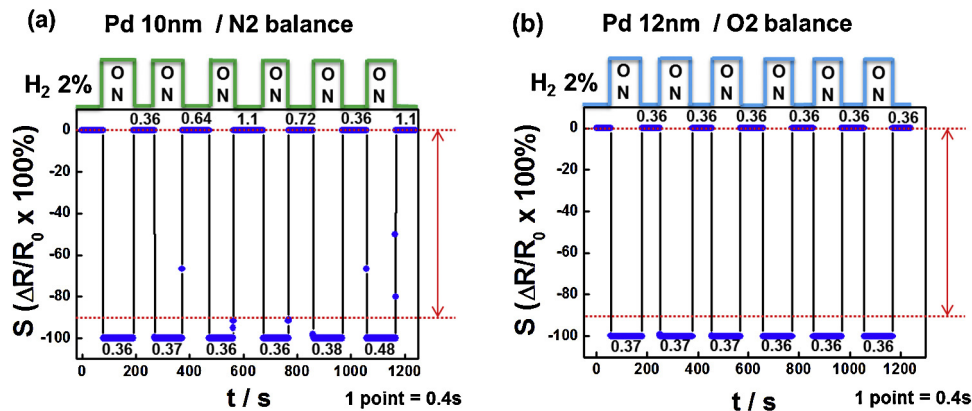 (a) Pd 10nm / N2 balance
H2 2%
ON ON ON ON ON ON
0.36 0.64 1.1 0.72 0.36 1.1
0
-20
-40
-60
-80
-100
S (ΔR/R0 x 100%)
0.36 0.37 0.36 0.36 0.38 0.48
0 200 400 600 800 1000 1200
t / s
1 point = 0.4s
(b) Pd 12nm / O2 balance
H2 2%
ON ON ON ON ON ON
0.36 0.36 0.36 0.36 0.36 0.36
0
-20
-40
-60
-80
-100
S (ΔR/R0 x 100%)
0.37 0.37 0.37 0.36 0.36 0.36
0 200 400 600 800 1000 1200
t / s
1 point = 0.4s